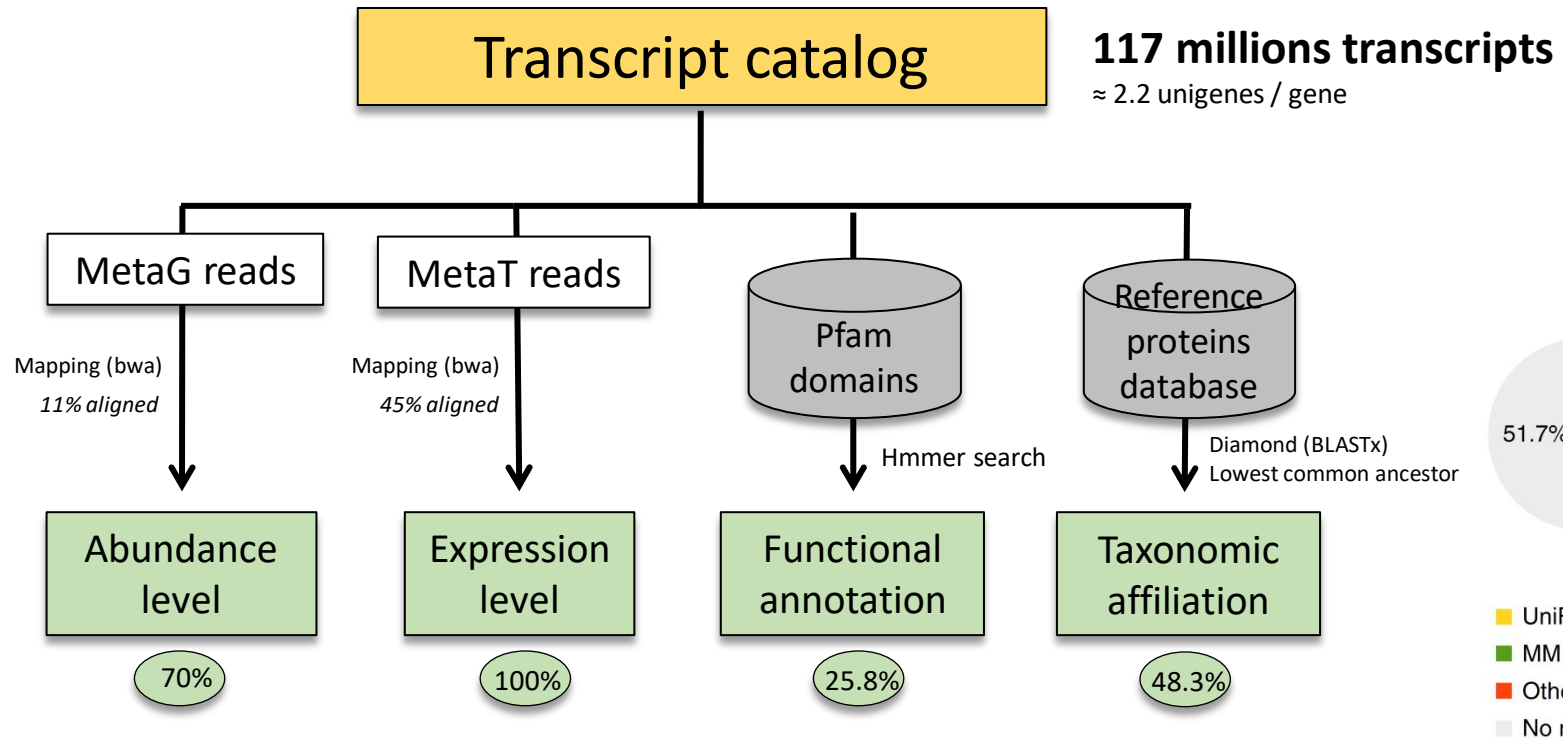 Transcript catalog
117 millions transcripts
≈ 2.2 unigenes / gene
MetaG reads
MetaT reads
Pfam
domains
Reference
proteins
database
Mapping (bwa)
11% aligned
Mapping (bwa)
45% aligned
Hmmer search
Diamond (BLASTx)
Lowest common ancestor
51.7%
Abundance
level
Expression
level
Functional
annotation
Taxonomic
affiliation
70%
100%
25.8%
48.3%
No